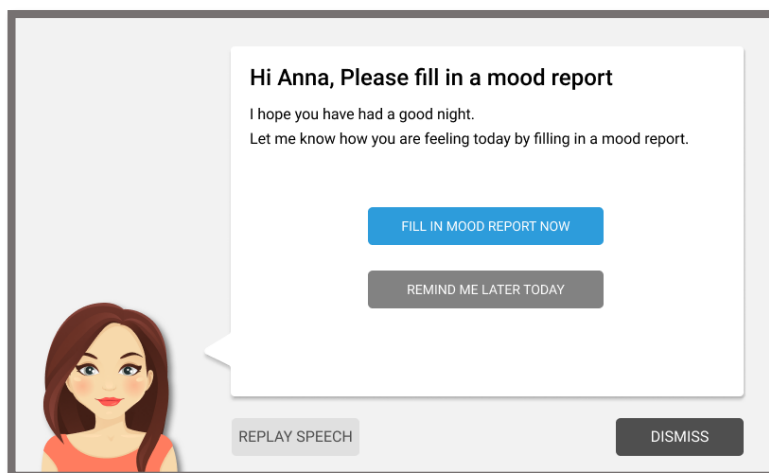 Hi Anna, Please fill in a mood report
I hope you have had a good night.
Let me know how you are feeling today by filling in a mood report.
FILL IN MOOD REPORT NOW
REMIND ME LATER TODAY
REPLAY SPEECH
DISMISS